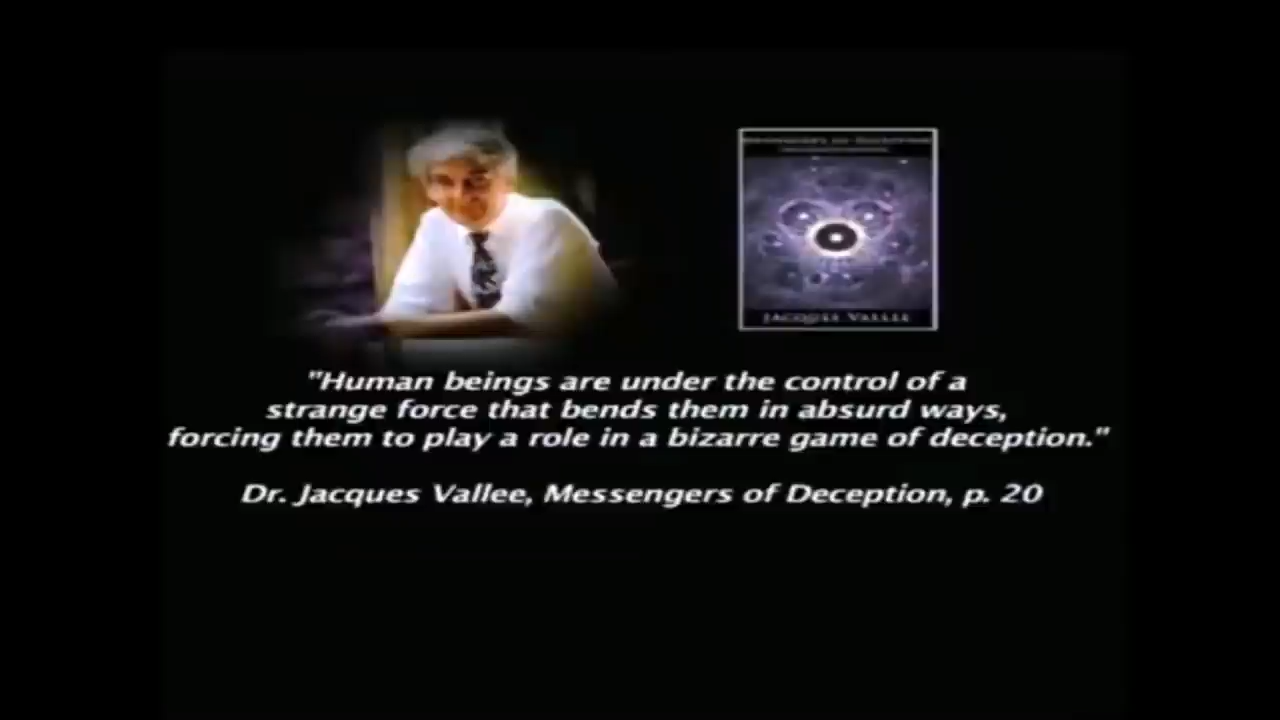 JACQUES VALLEE
"Human beings are under the control of a
strange force that bends them in absurd ways,
forcing them to play a role in a bizarre game of deception."
Dr. Jacques Vallee, Messengers of Deception, p. 20